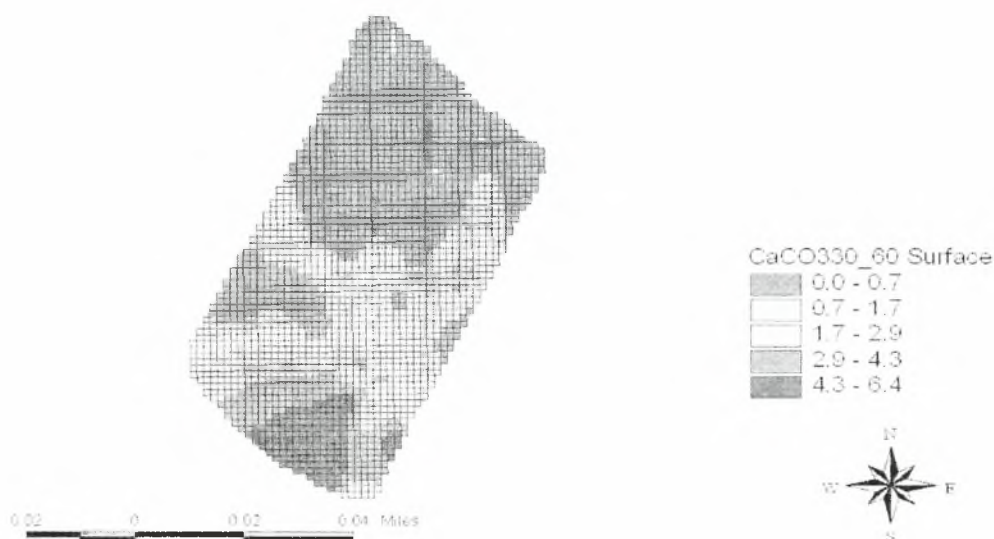 CaCO330_60 Surface
0.0 - 0.7
0.7 - 1.7
1.7 - 2.9
2.9 - 4.3
4.3 - 6.4
N
W E
S
0.02 0 0.02 0.04 Miles